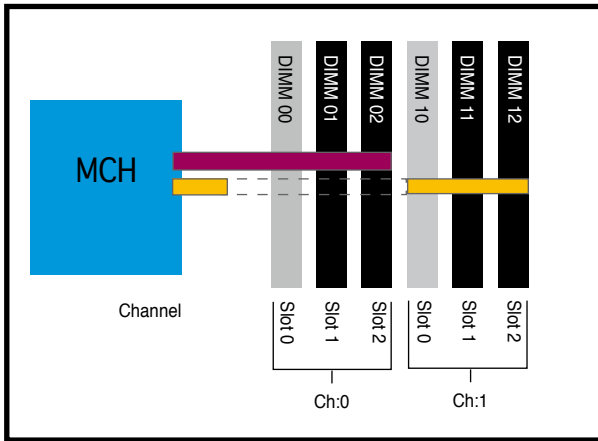 DIMM 00
DIMM 01
DIMM 02
DIMM 10
DIMM 11
DIMM 12
MCH
Channel
Slot 0
Slot 1
Slot 2
Slot 0
Slot 1
Slot 2
Ch:0
Ch:1